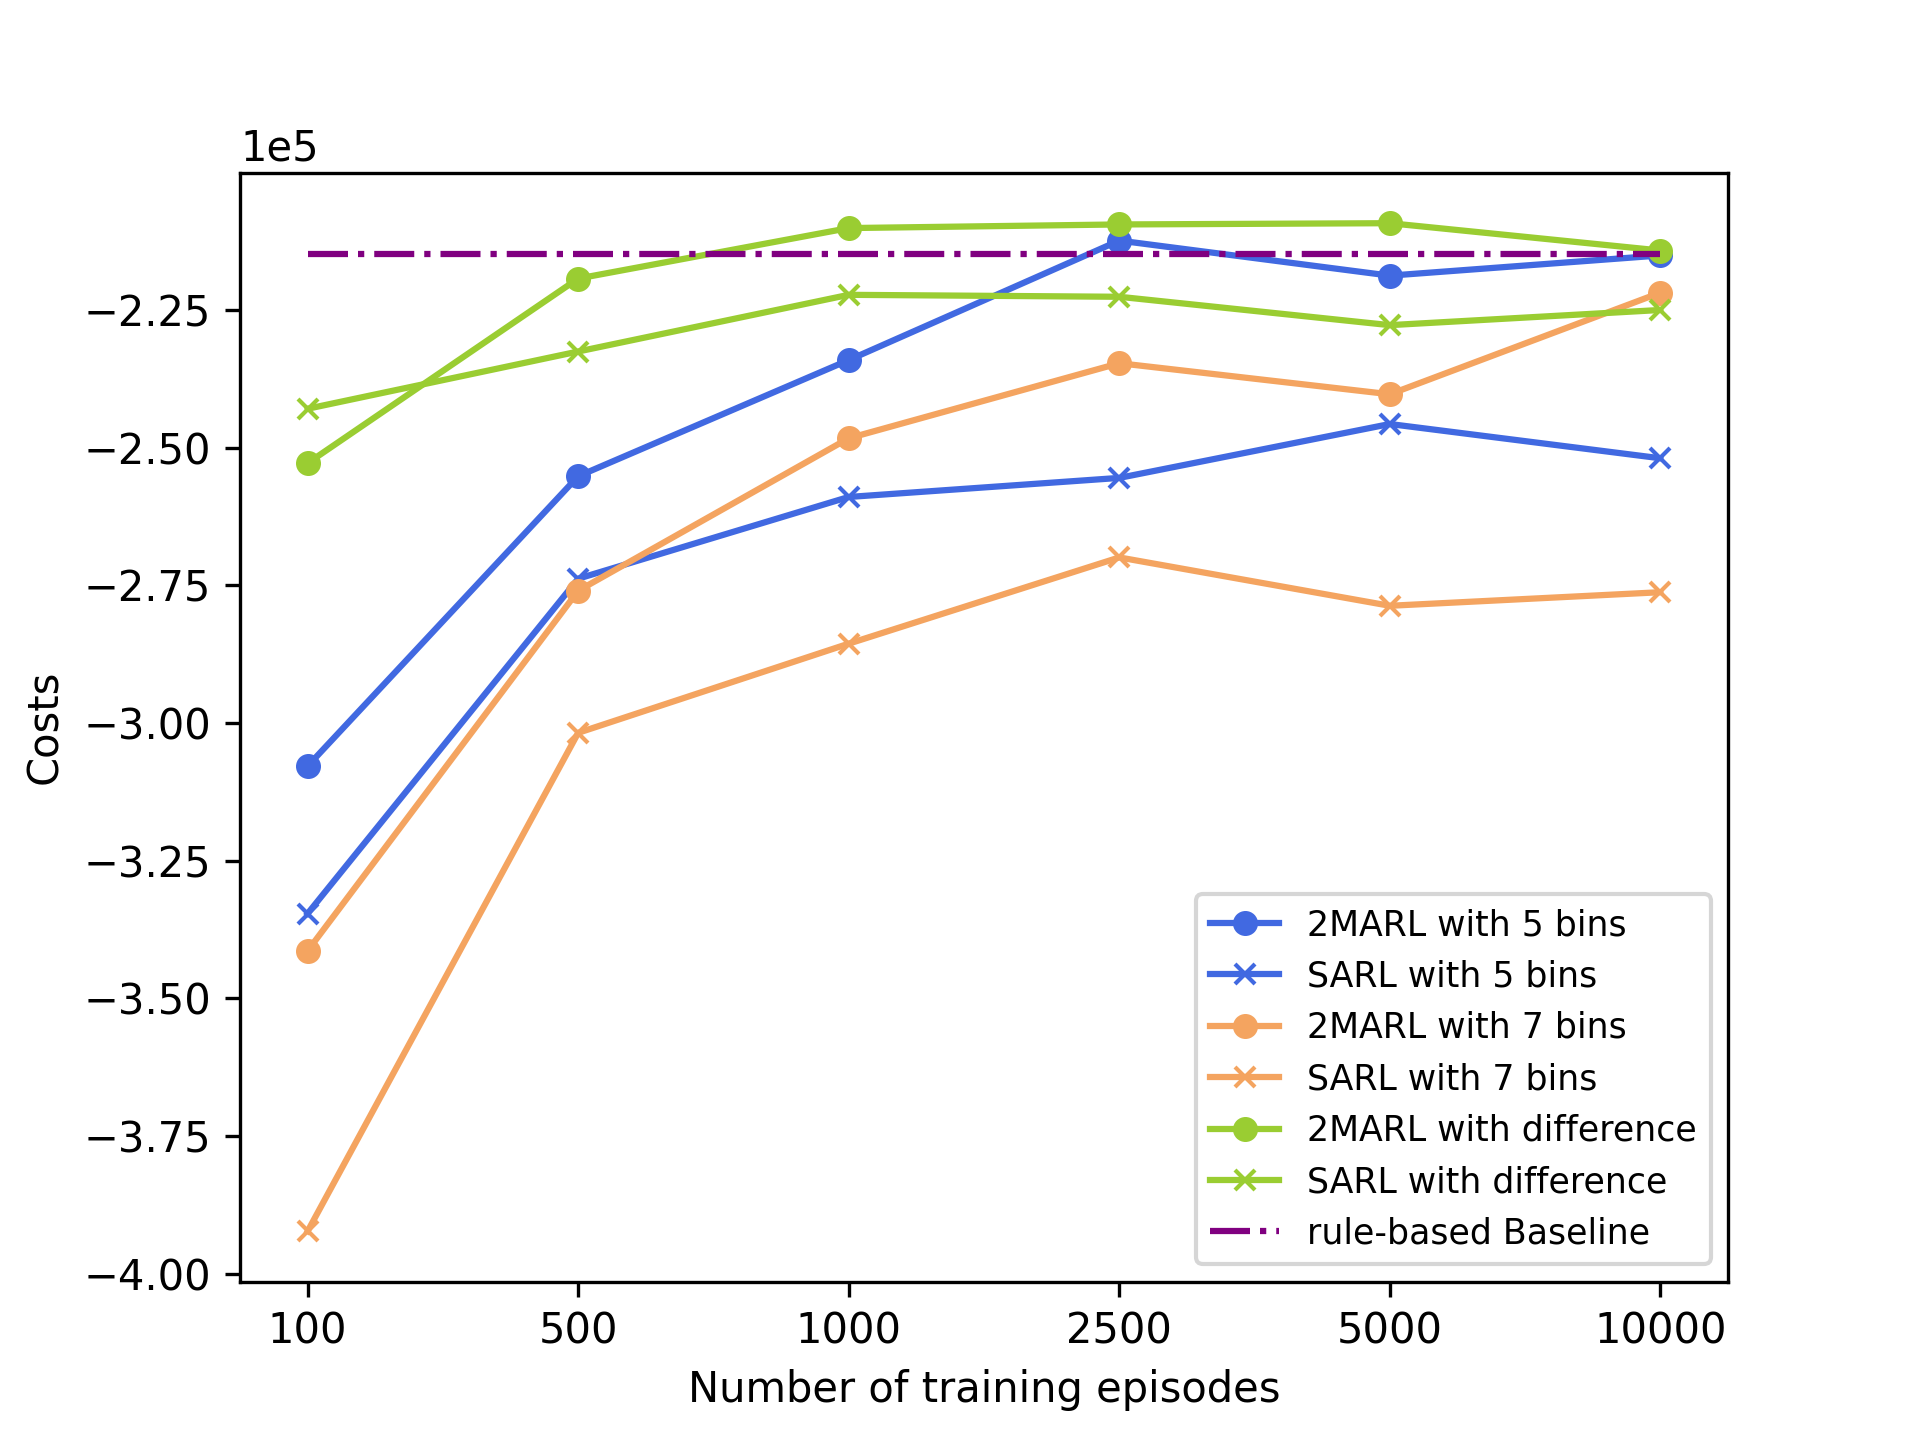 1e5
−2.25
−2.50
−2.75
−3.00
−3.25
−3.50
−3.75
−4.00
Costs
100 500 1000 2500 5000 10000
Number of training episodes
2MARL with 5 bins
SARL with 5 bins
2MARL with 7 bins
SARL with 7 bins
2MARL with difference
SARL with difference
rule-based Baseline